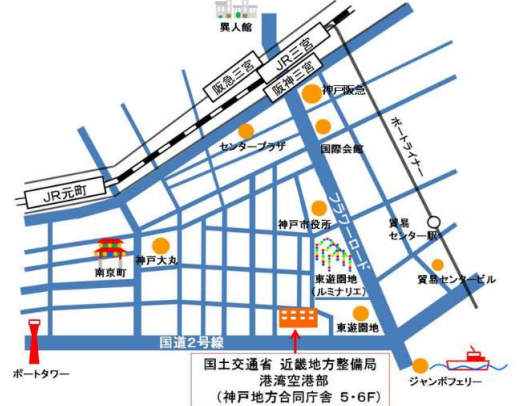 異人館
阪急三宮
JR三宮
阪神三宮
神戸阪急
センタープラザ
国際会館
ポートライナー
JR元町
フラワーロード
神戸市役所
貿易
センター駅
南京町
神戸大丸
東遊園地
(ルミナリエ)
貿易センタービル
東遊園地
国道2号線
ポートタワー
国土交通省 近畿地方整備局
港湾空港部
(神戸地方合同庁舎 5・6F)
ジャンボフェリー